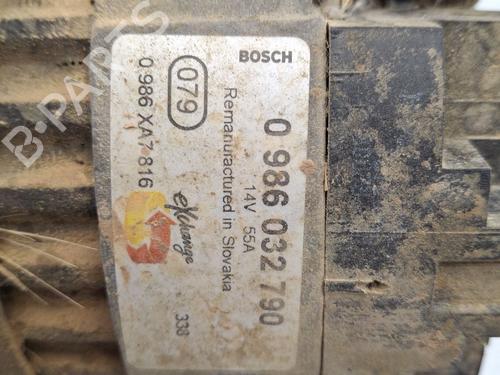 BOSCH
0 986 032 790
14V 55A
Remanufactured in Slovakia
079
0 986 XA7 816
eXchange
338
B-PARTS